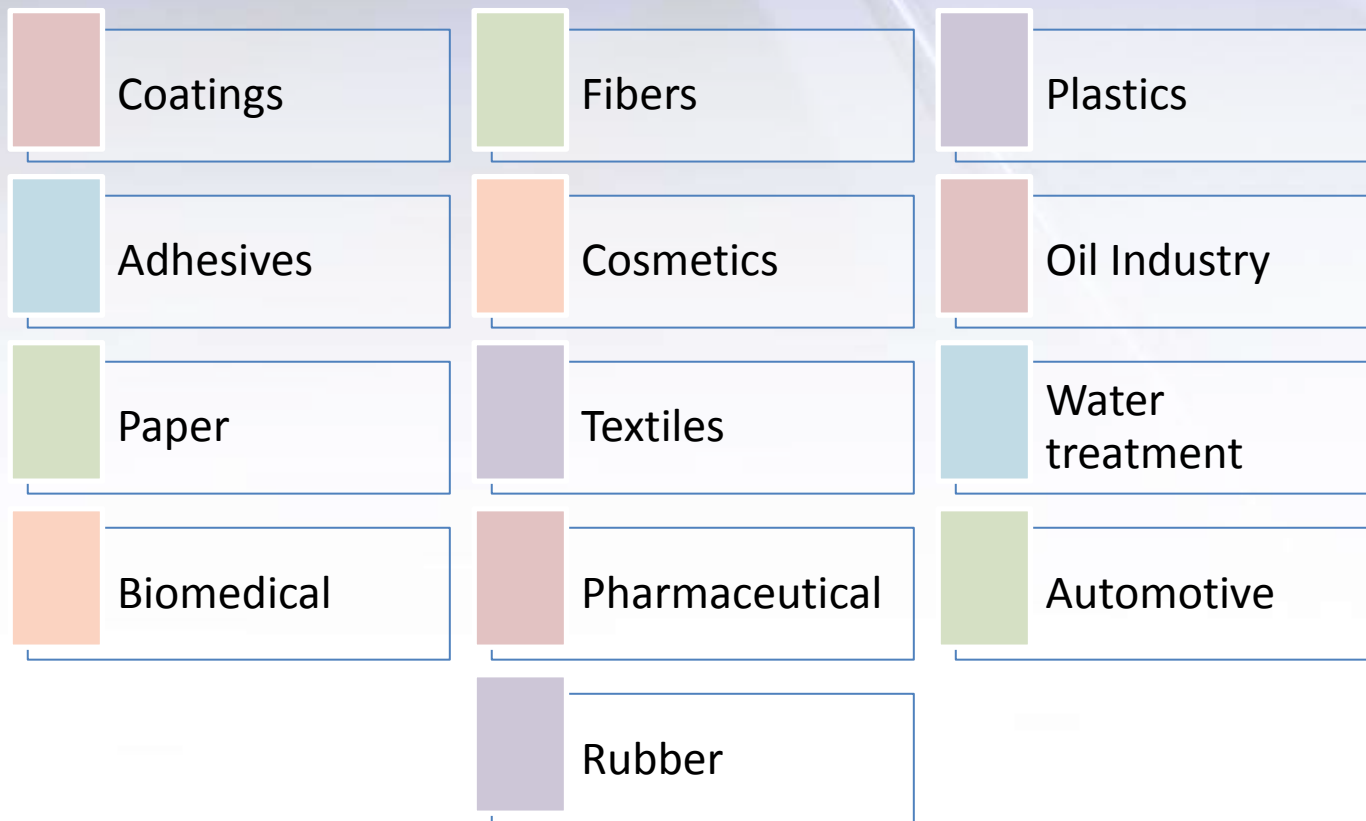 Coatings
Fibers
Plastics
Adhesives
Cosmetics
Oil Industry
Paper
Textiles
Water
treatment
Biomedical
Pharmaceutical
Automotive
Rubber